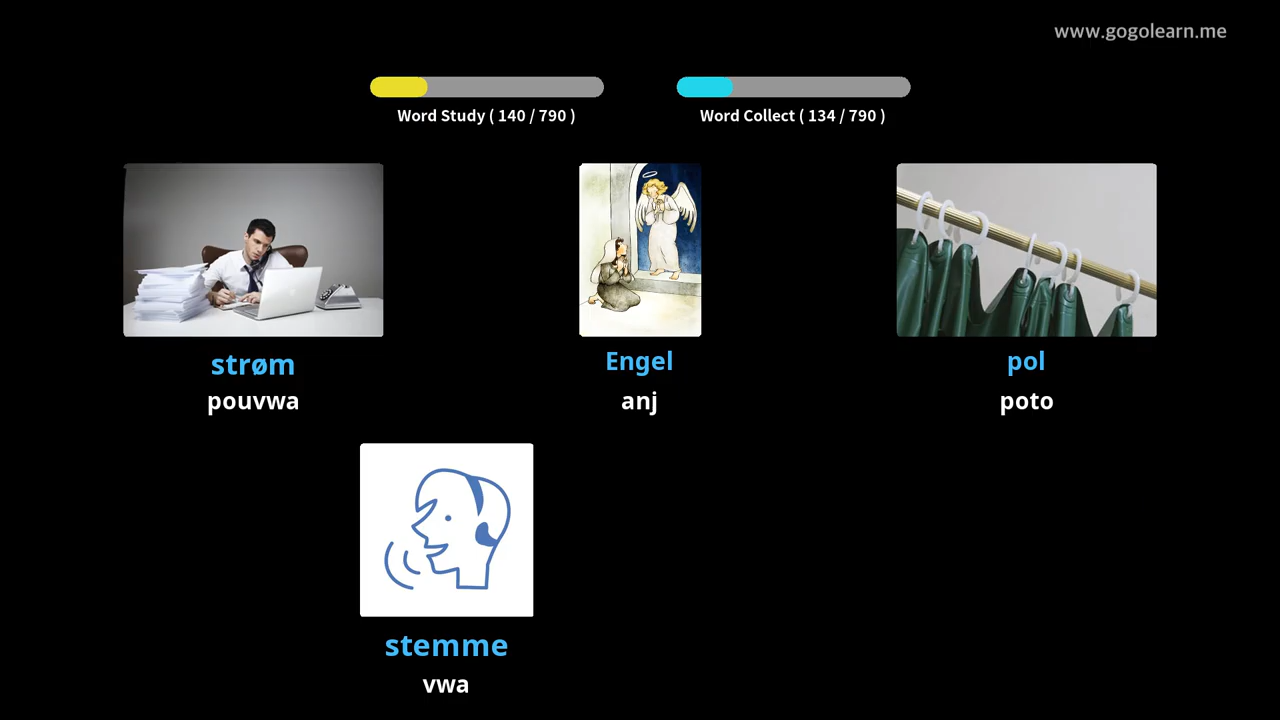 www.gogolearn.me
Word Study ( 140 / 790 )
Word Collect ( 134 / 790 )
strøm
pouvwa
Engel
anj
pol
poto
stemme
vwa